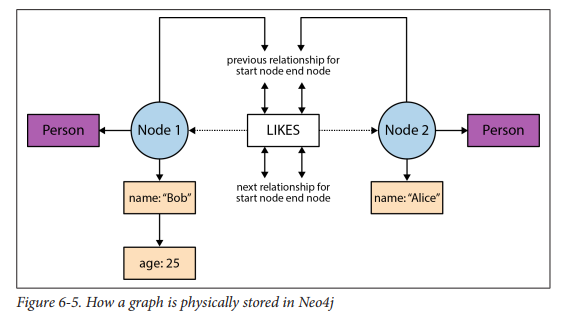 previous relationship for
start node end node
Person
Node 1
LIKES
Node 2
Person
next relationship for
start node end node
name: “Bob”
name: “Alice”
age: 25
Figure 6-5. How a graph is physically stored in Neo4j